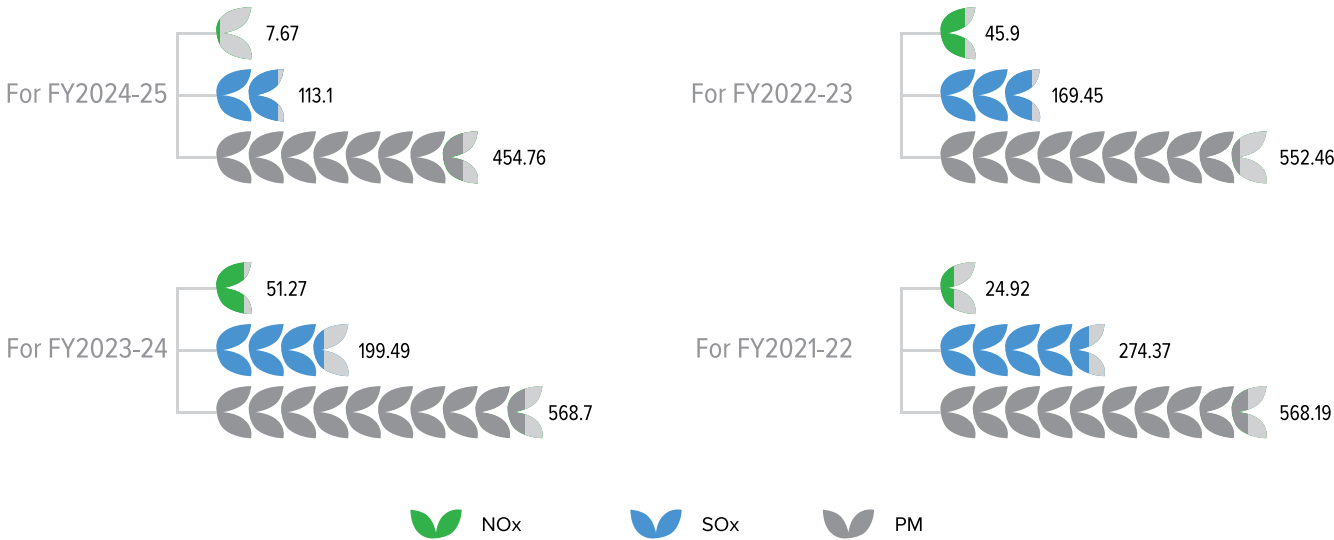 For FY2024-25
7.67
113.1
454.76
For FY2022-23
45.9
169.45
552.46
For FY2023-24
51.27
199.49
568.7
For FY2021-22
24.92
274.37
568.19
NOx
SOx
PM